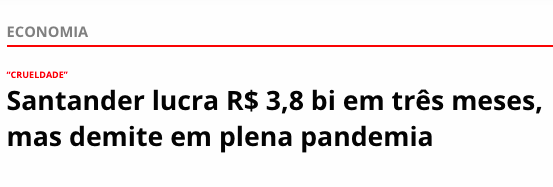 ECONOMIA
“CRUELDADE”
Santander lucra R$ 3,8 bi em três meses,
mas demite em plena pandemia